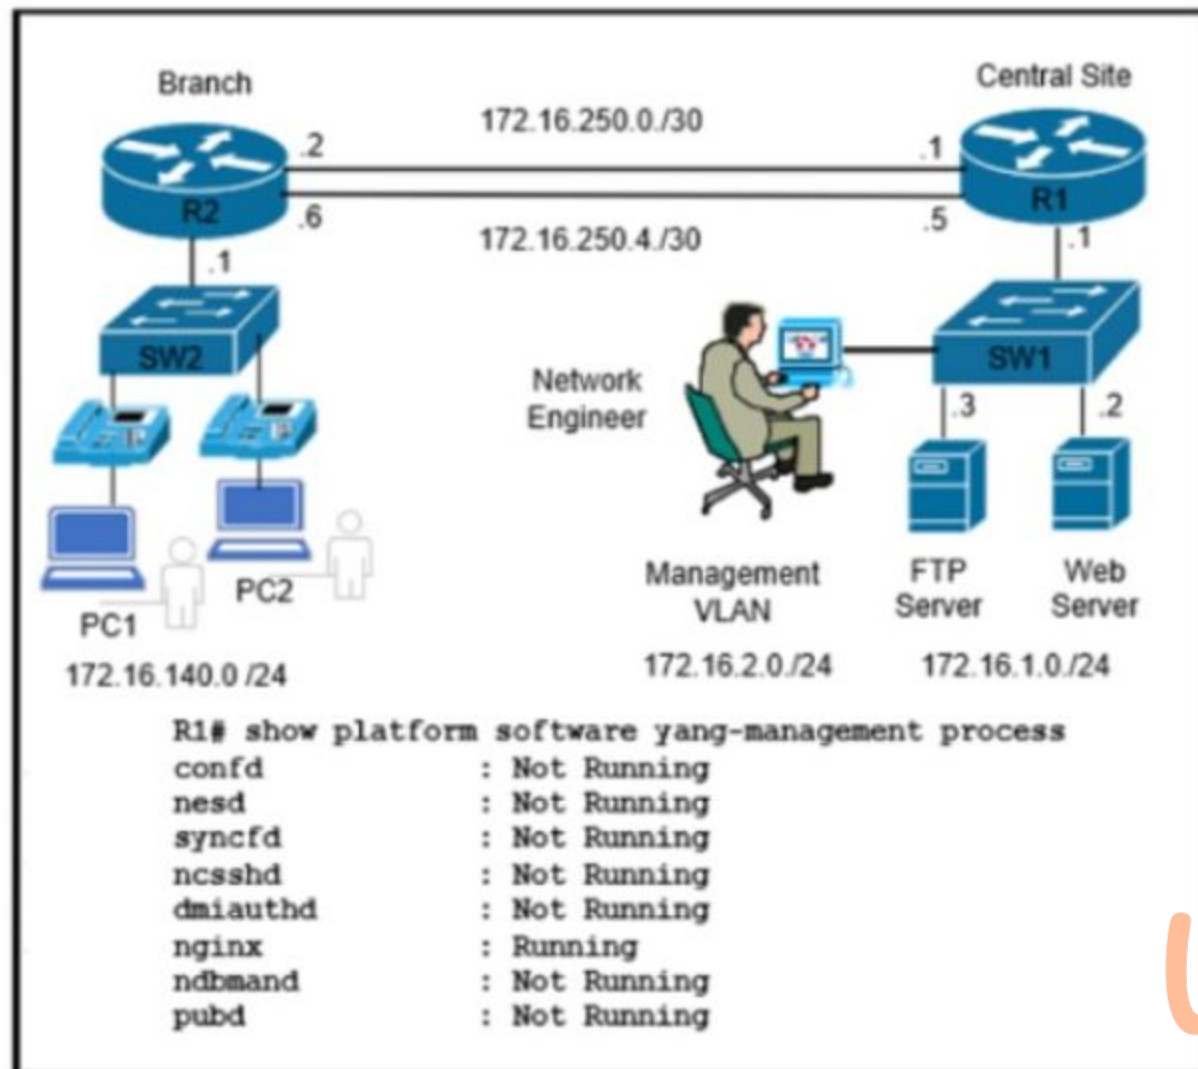 Branch
Central Site
172.16.250.0./30
.2
.1
R2
R1
.6
.5
172.16.250.4./30
.1
.1
SW2
SW1
Network
Engineer
.3
.2
PC1
PC2
Management
VLAN
FTP
Server
Web
Server
172.16.140.0 /24
172.16.2.0./24
172.16.1.0./24
R1# show platform software yang-management process
confd : Not Running
nesd : Not Running
syncfd : Not Running
ncsshd : Not Running
dmiauthd : Not Running
nginx : Running
ndbmand : Not Running
pubd : Not Running